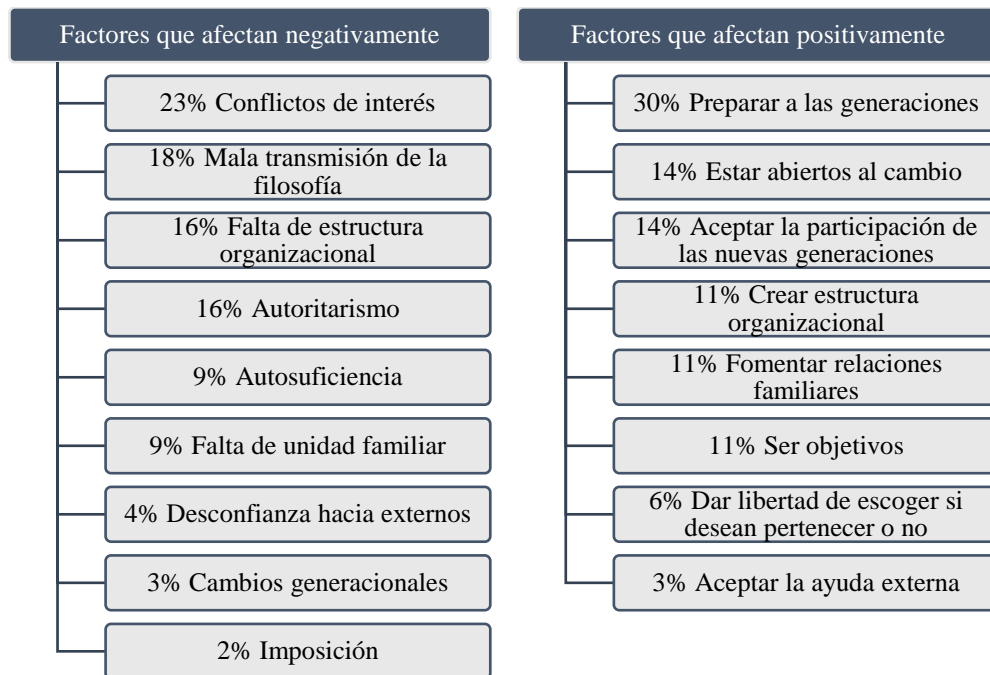 Factores que afectan negativamente
23% Conflictos de interés
18% Mala transmisión de la
filosofía
16% Falta de estructura
organizacional
16% Autoritarismo
9% Autosuficiencia
9% Falta de unidad familiar
4% Desconfianza hacia externos
3% Cambios generacionales
2% Imposición
Factores que afectan positivamente
30% Preparar a las generaciones
14% Estar abiertos al cambio
14% Aceptar la participación de
las nuevas generaciones
11% Crear estructura
organizacional
11% Fomentar relaciones
familiares
11% Ser objetivos
6% Dar libertad de escoger si
desean pertenecer o no
3% Aceptar la ayuda externa